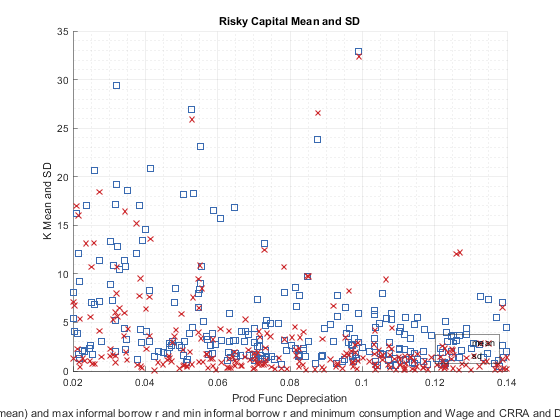 Risky Capital Mean and SD
35
30
25
20
15
10
5
0
K Mean and SD
mean
sd
0.02 0.04 0.06 0.08 0.1 0.12 0.14
Prod Func Depreciation
mean) and max informal borrow r and min informal borrow r and minimum consumption and Wage and CRRA and